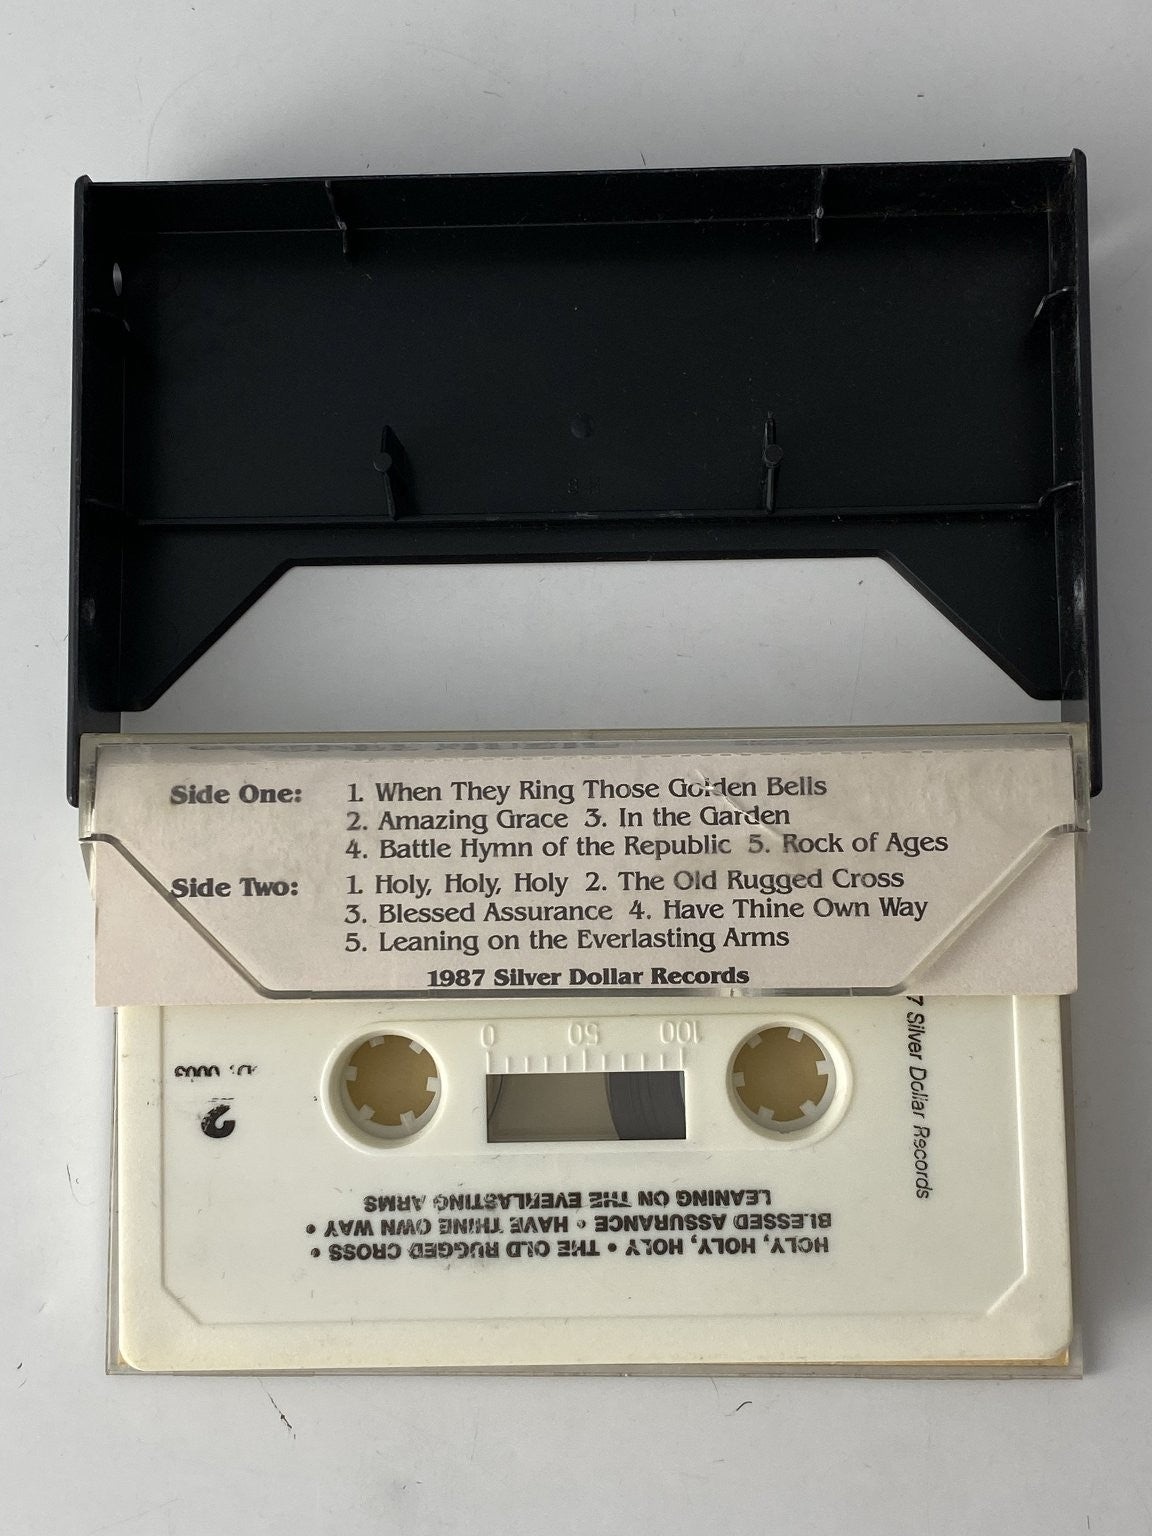 Side One: 1. When They Ring Those Golden Bells
2. Amazing Grace 3. In the Garden
4. Battle Hymn of the Republic 5. Rock of Ages
Side Two: 1. Holy, Holy, Holy 2. The Old Rugged Cross
3. Blessed Assurance 4. Have Thine Own Way
5. Leaning on the Everlasting Arms
1987 Silver Dollar Records
0 50 100
7 Silver Dollar Records
2
HOLY, HOLY, HOLY • THE OLD RUGGED CROSS •
BLESSED ASSURANCE • HAVE THINE OWN WAY •
LEANING ON THE EVERLASTING ARMS